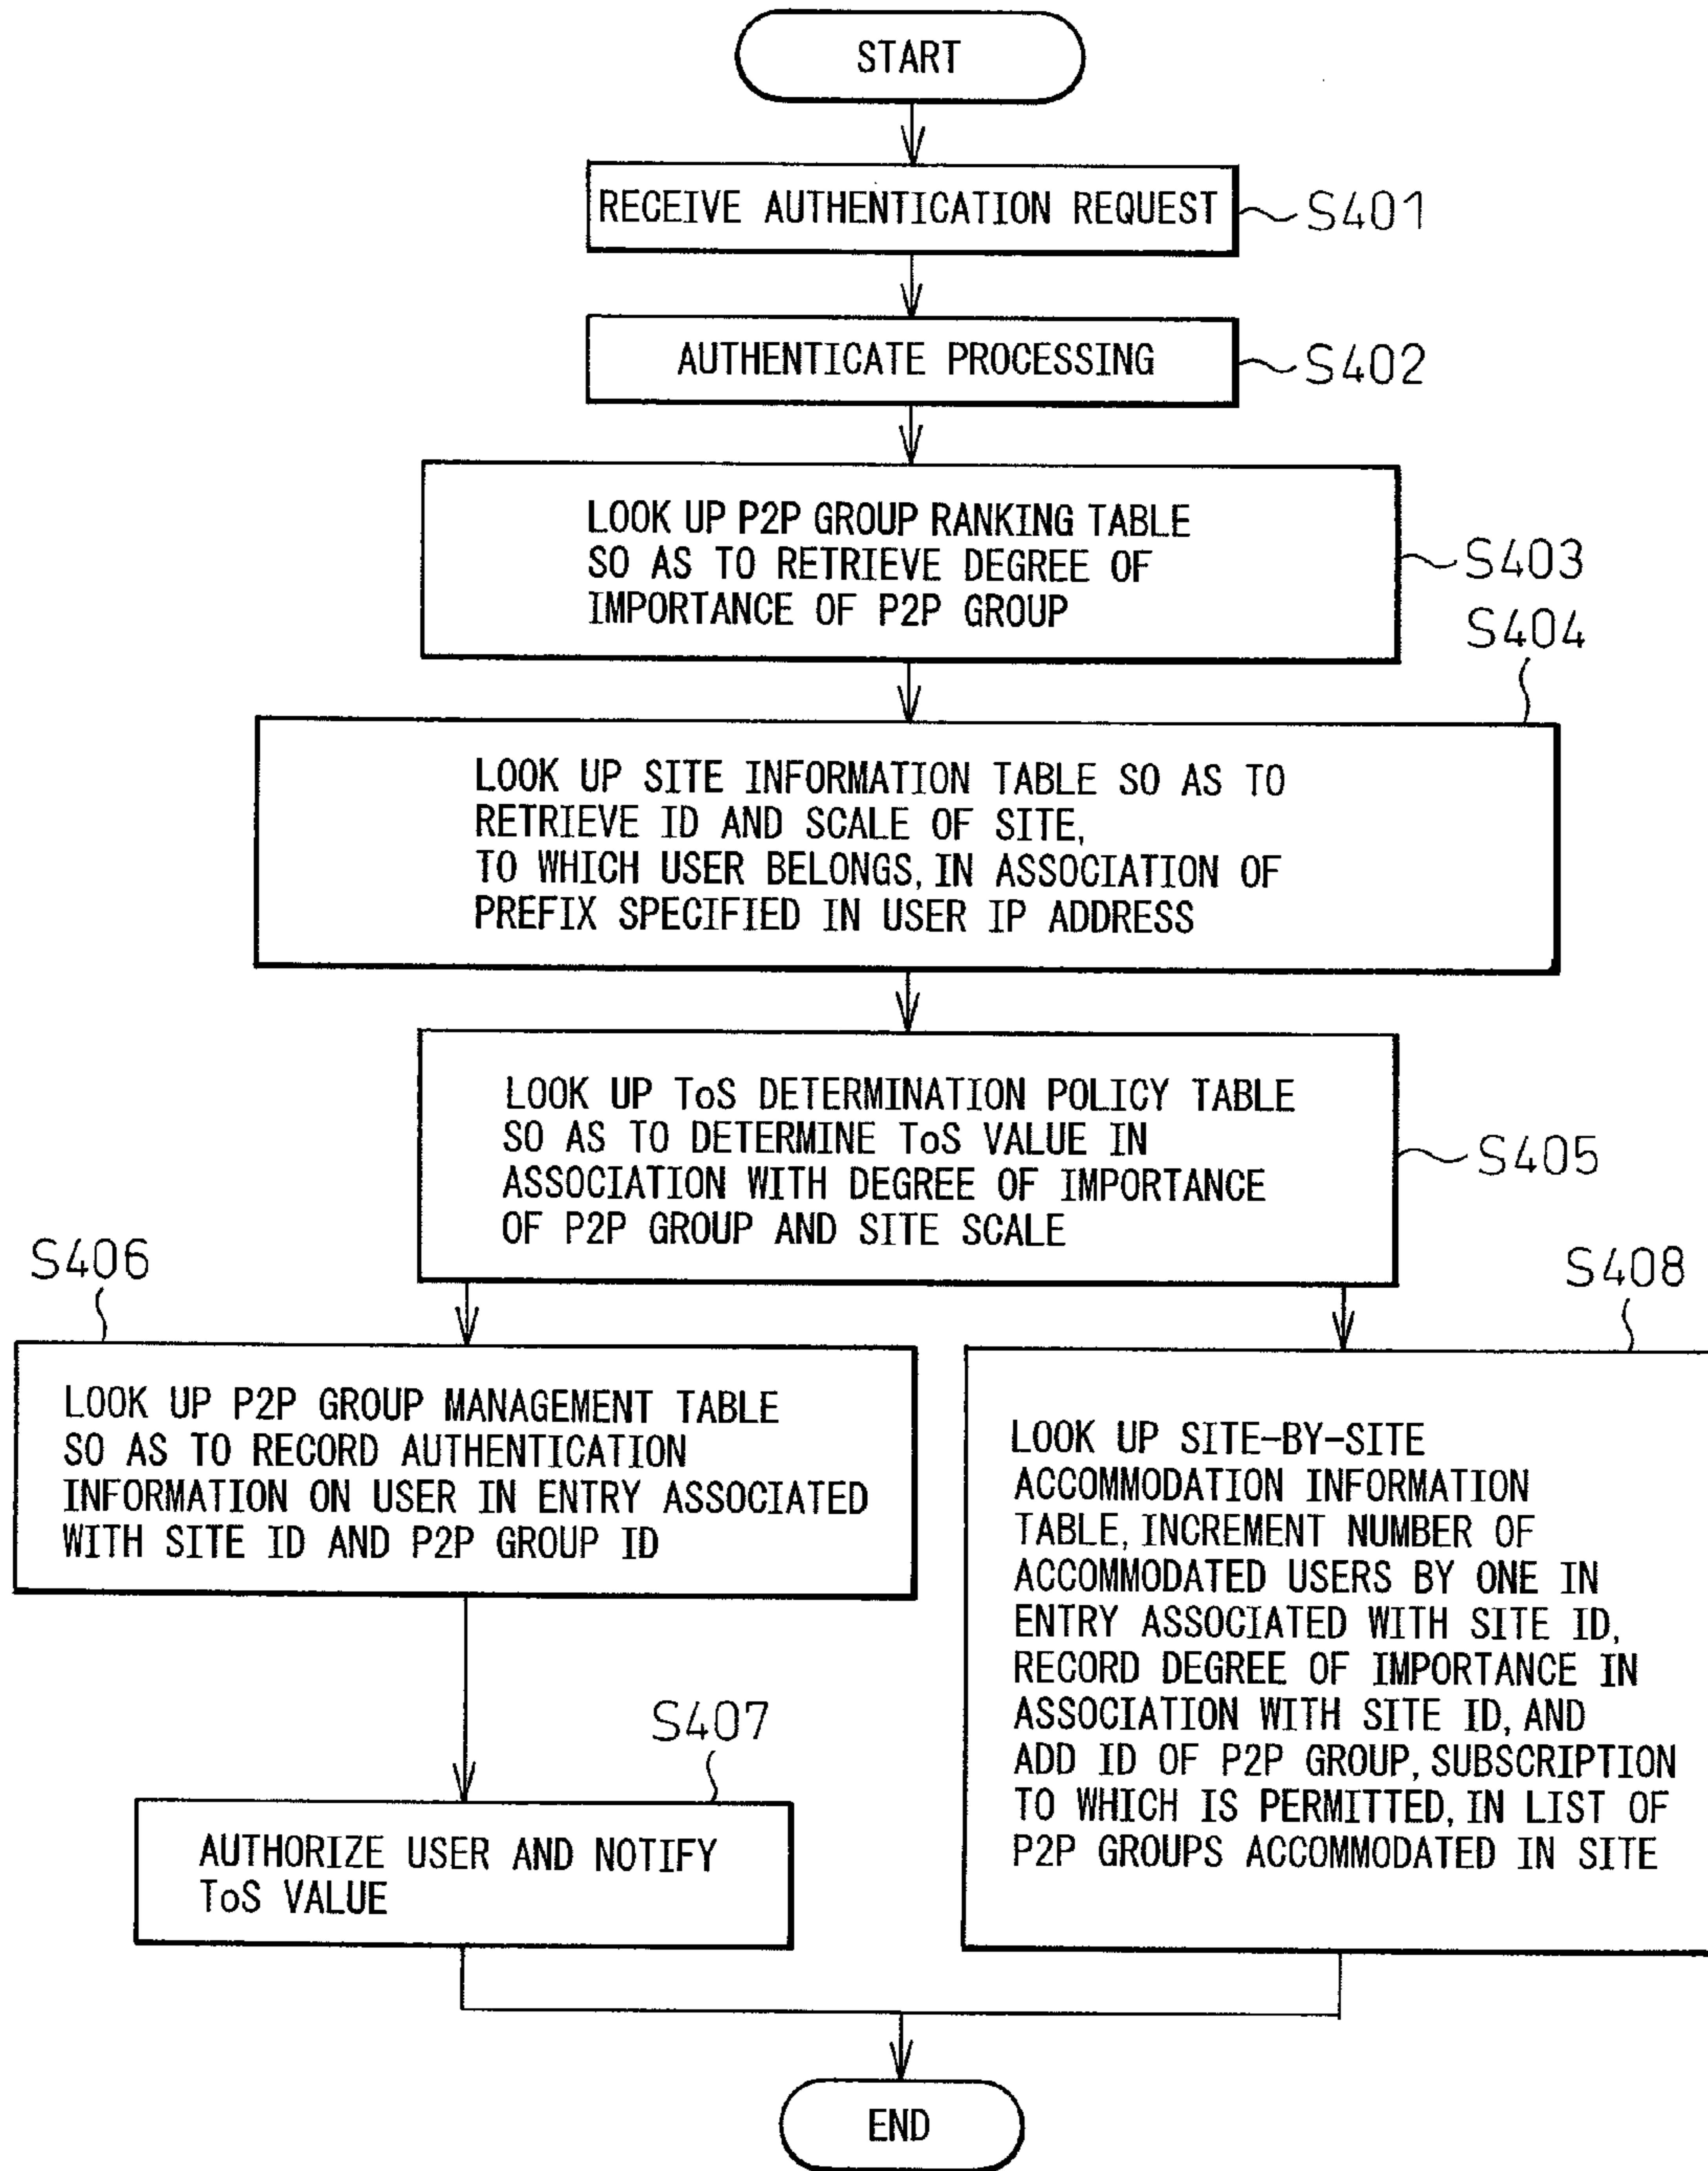 START
RECEIVE AUTHENTICATION REQUEST
S401
AUTHENTICATE PROCESSING
S402
LOOK UP P2P GROUP RANKING TABLE
SO AS TO RETRIEVE DEGREE OF
IMPORTANCE OF P2P GROUP
S403
S404
LOOK UP SITE INFORMATION TABLE SO AS TO
RETRIEVE ID AND SCALE OF SITE,
TO WHICH USER BELONGS, IN ASSOCIATION OF
PREFIX SPECIFIED IN USER IP ADDRESS
LOOK UP ToS DETERMINATION POLICY TABLE
SO AS TO DETERMINE ToS VALUE IN
ASSOCIATION WITH DEGREE OF IMPORTANCE
OF P2P GROUP AND SITE SCALE
S405
S406
LOOK UP P2P GROUP MANAGEMENT TABLE
SO AS TO RECORD AUTHENTICATION
INFORMATION ON USER IN ENTRY ASSOCIATED
WITH SITE ID AND P2P GROUP ID
S407
AUTHORIZE USER AND NOTIFY
ToS VALUE
S408
LOOK UP SITE-BY-SITE
ACCOMMODATION INFORMATION
TABLE, INCREMENT NUMBER OF
ACCOMMODATED USERS BY ONE IN
ENTRY ASSOCIATED WITH SITE ID,
RECORD DEGREE OF IMPORTANCE IN
ASSOCIATION WITH SITE ID, AND
ADD ID OF P2P GROUP, SUBSCRIPTION
TO WHICH IS PERMITTED, IN LIST OF
P2P GROUPS ACCOMMODATED IN SITE
END